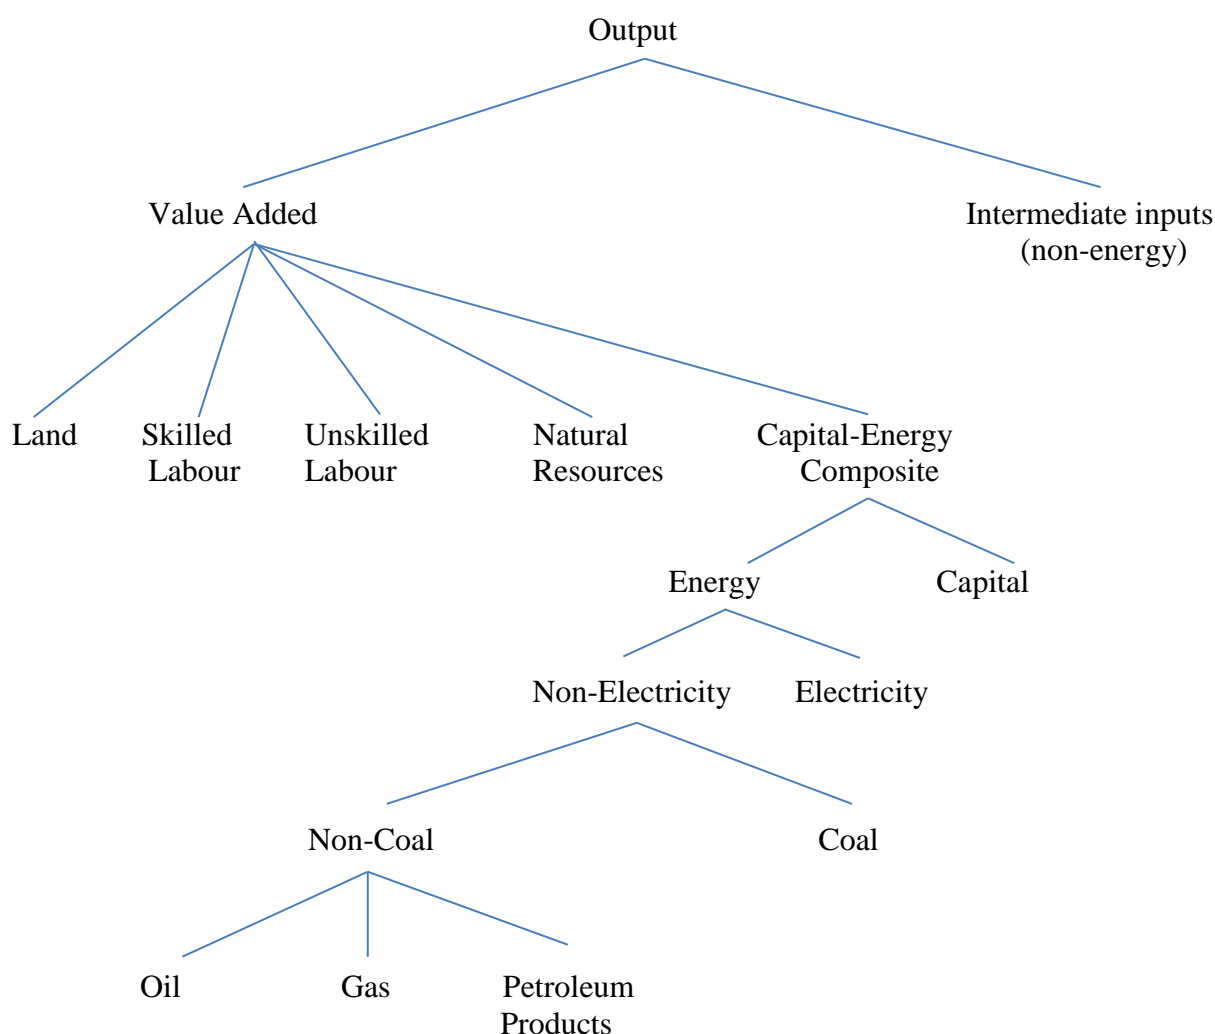 Output
Value Added
Intermediate inputs
(non-energy)
Land
Skilled
Labour
Unskilled
Labour
Natural
Resources
Capital-Energy
Composite
Energy
Capital
Non-Electricity
Electricity
Non-Coal
Coal
Oil
Gas
Petroleum
Products